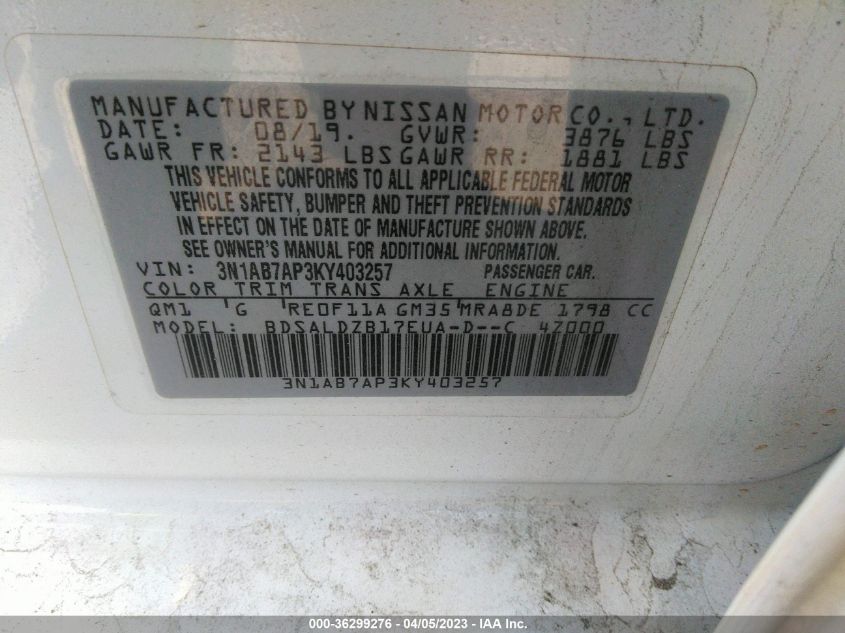 MANUFACTURED BY NISSAN MOTOR CO., LTD.
DATE: 08/19. GVWR: 3876 LBS
GAWR FR: 2143 LBS GAWR RR: 1881 LBS
THIS VEHICLE CONFORMS TO ALL APPLICABLE FEDERAL MOTOR
VEHICLE SAFETY, BUMPER AND THEFT PREVENTION STANDARDS
IN EFFECT ON THE DATE OF MANUFACTURE SHOWN ABOVE.
SEE OWNER'S MANUAL FOR ADDITIONAL INFORMATION.
VIN: 3N1AB7AP3KY403257 PASSENGER CAR.
COLOR TRIM TRANS AXLE ENGINE
QM1 G RE0F11A GM35 MRA8DE 1798 CC
MODEL: BDSALDZB17EUA-D--C 4Z000
3N1AB7AP3KY403257
000-36299276 - 04/05/2023 - IAA Inc.